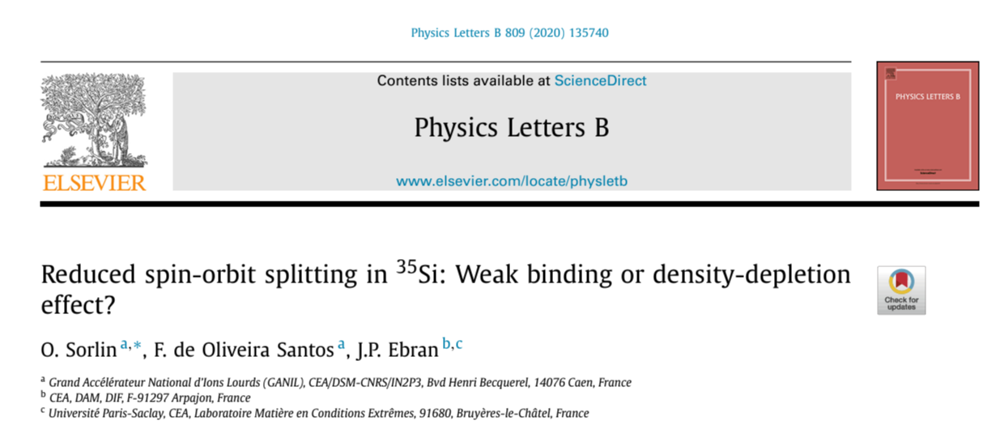 Physics Letters B 809 (2020) 135740
Contents lists available at ScienceDirect
Physics Letters B
www.elsevier.com/locate/physletb
ELSEVIER
PHYSICS LETTERS B
Reduced spin-orbit splitting in ³⁵Si: Weak binding or density-depletion
effect?
Check for
updates
O. Sorlin ᵃ,*, F. de Oliveira Santos ᵃ, J.P. Ebran ᵇ,ᶜ
ᵃ Grand Accélérateur National d'Ions Lourds (GANIL), CEA/DSM-CNRS/IN2P3, Bvd Henri Becquerel, 14076 Caen, France
ᵇ CEA, DAM, DIF, F-91297 Arpajon, France
ᶜ Université Paris-Saclay, CEA, Laboratoire Matière en Conditions Extrêmes, 91680, Bruyères-le-Châtel, France